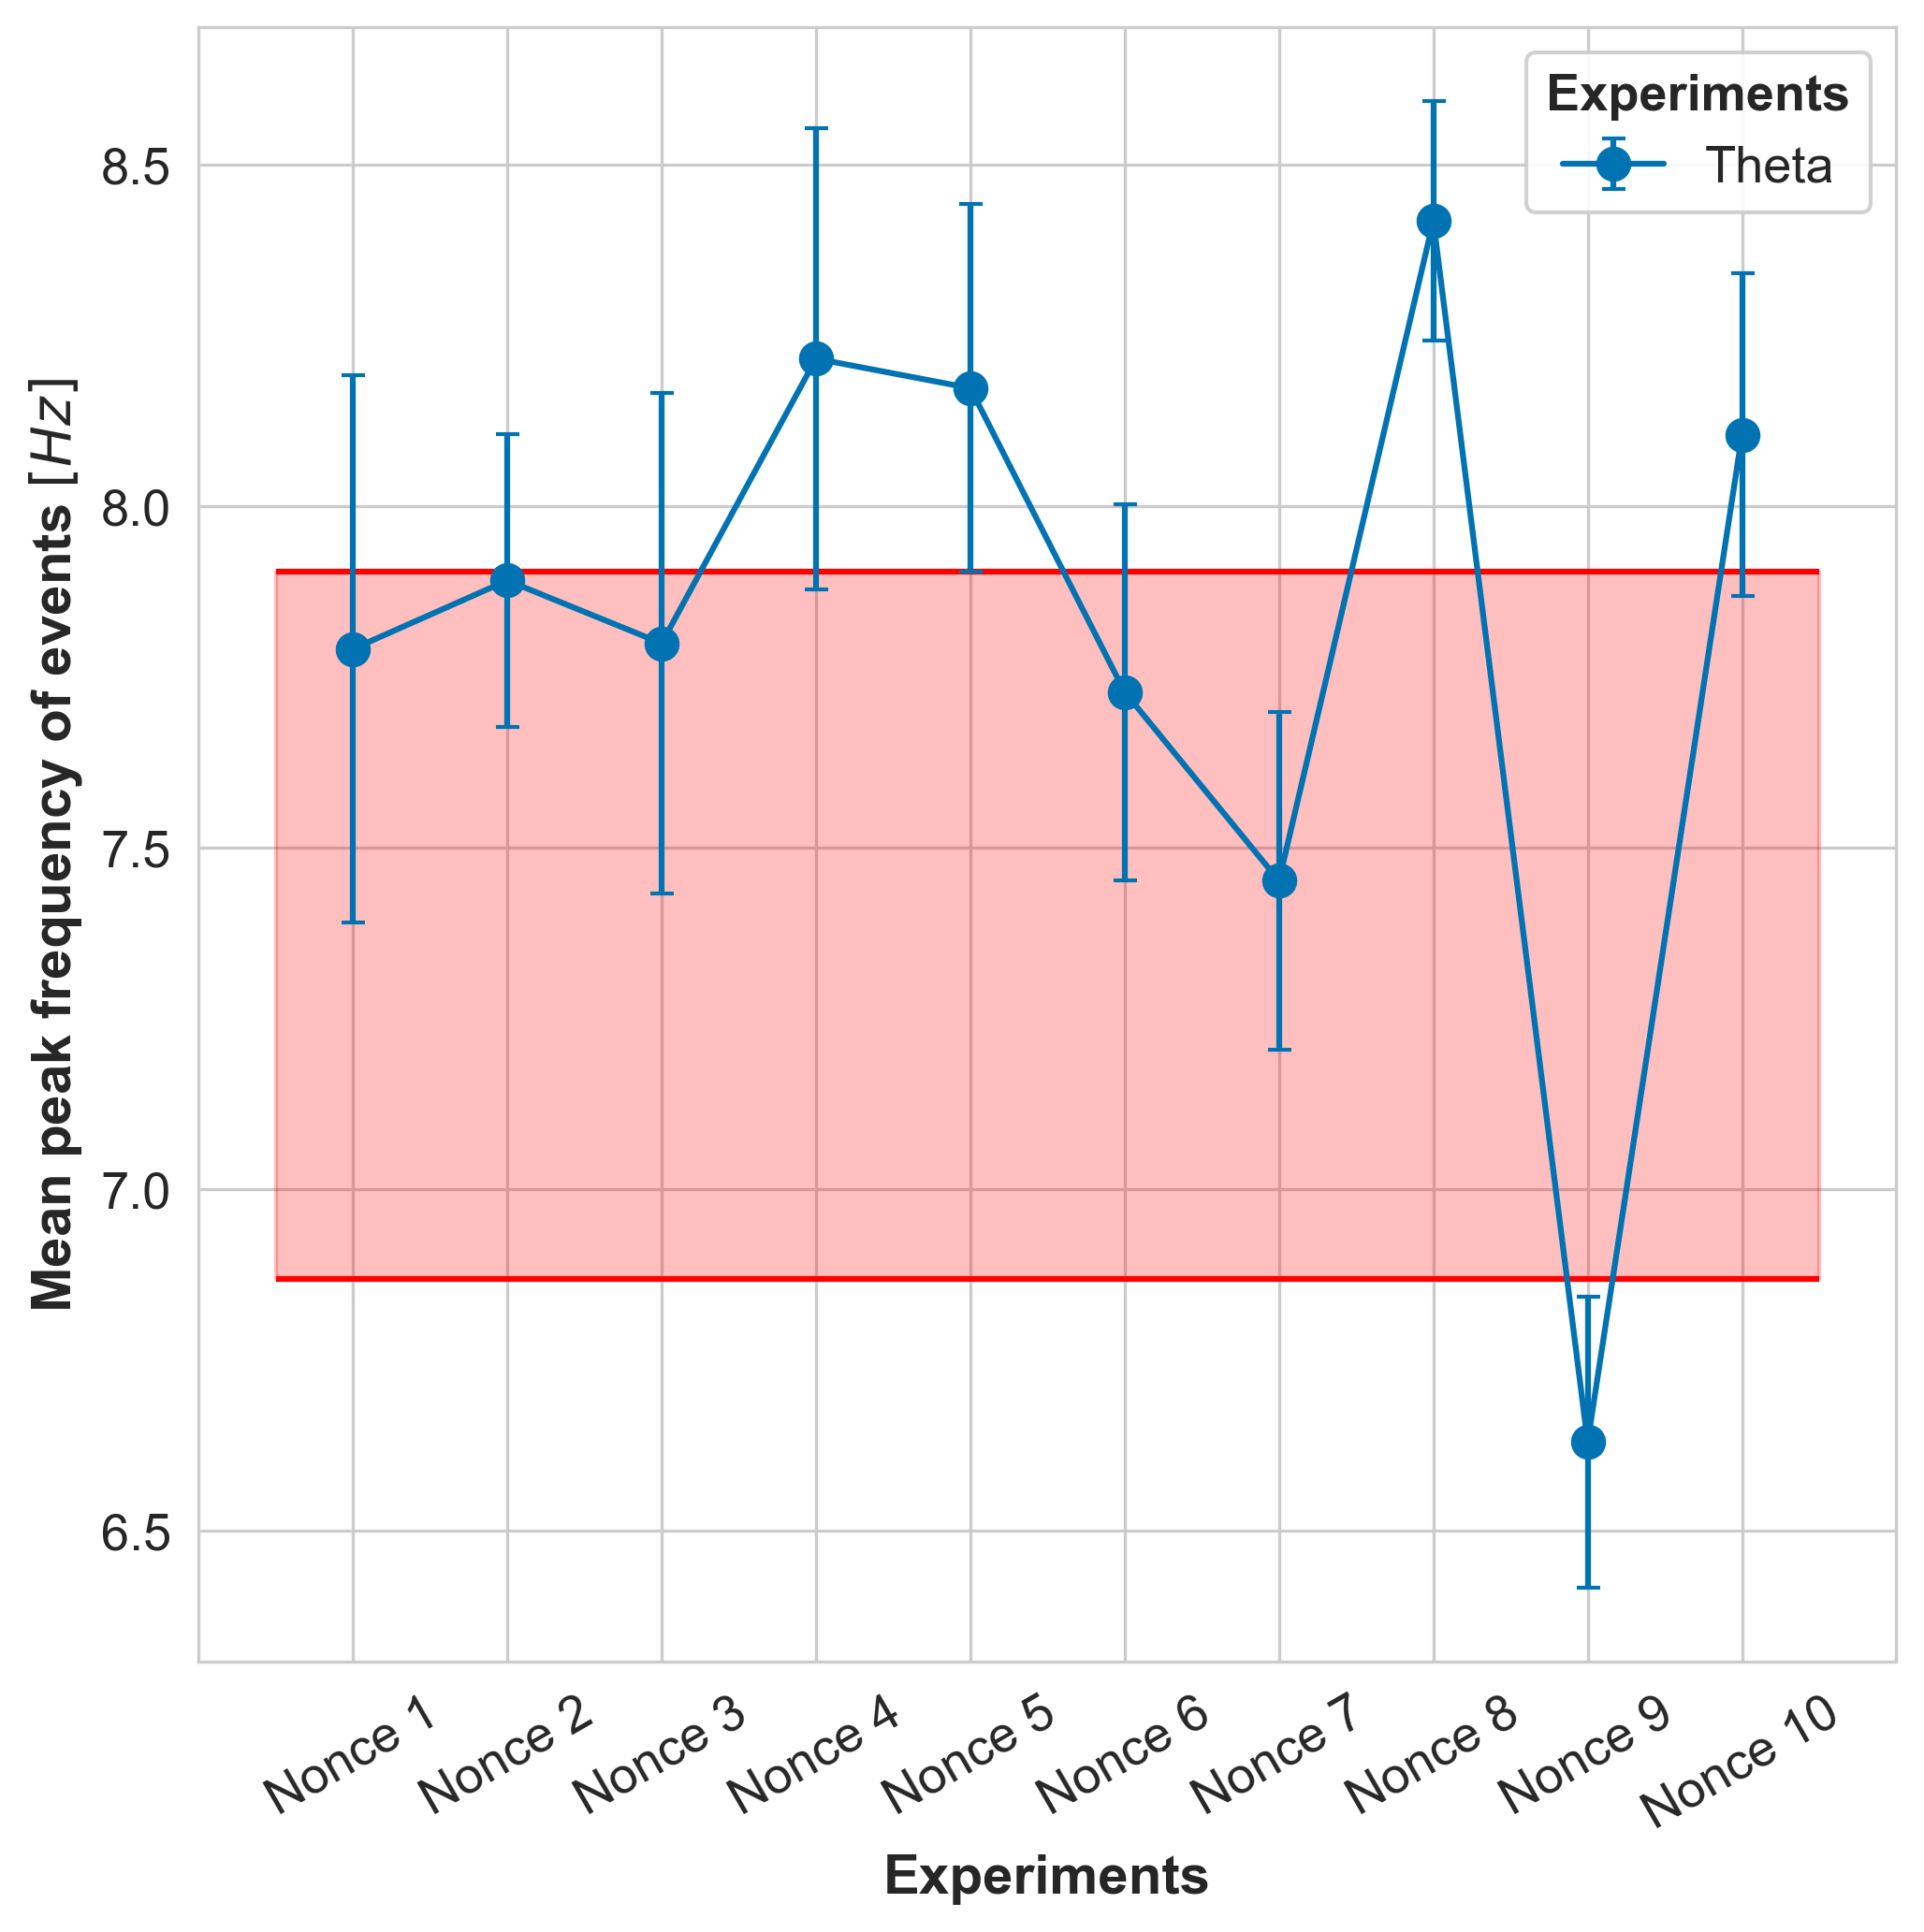 Experiments
Theta
Mean peak frequency of events [Hz]
8.5
8.0
7.5
7.0
6.5
Nonce 1
Nonce 2
Nonce 3
Nonce 4
Nonce 5
Nonce 6
Nonce 7
Nonce 8
Nonce 9
Nonce 10
Experiments